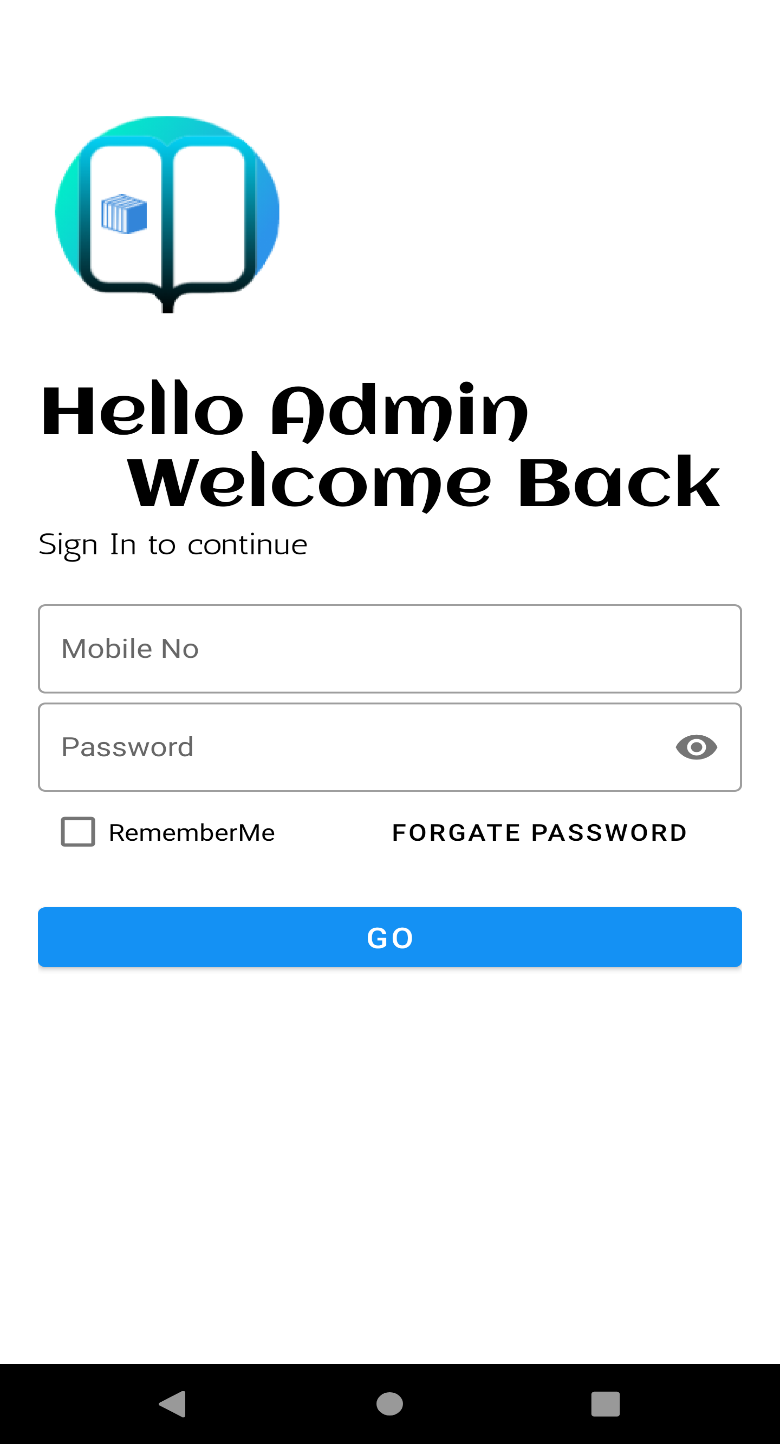 Hello Admin
Welcome Back
Sign In to continue
Mobile No
Password
RememberMe FORGATE PASSWORD
GO